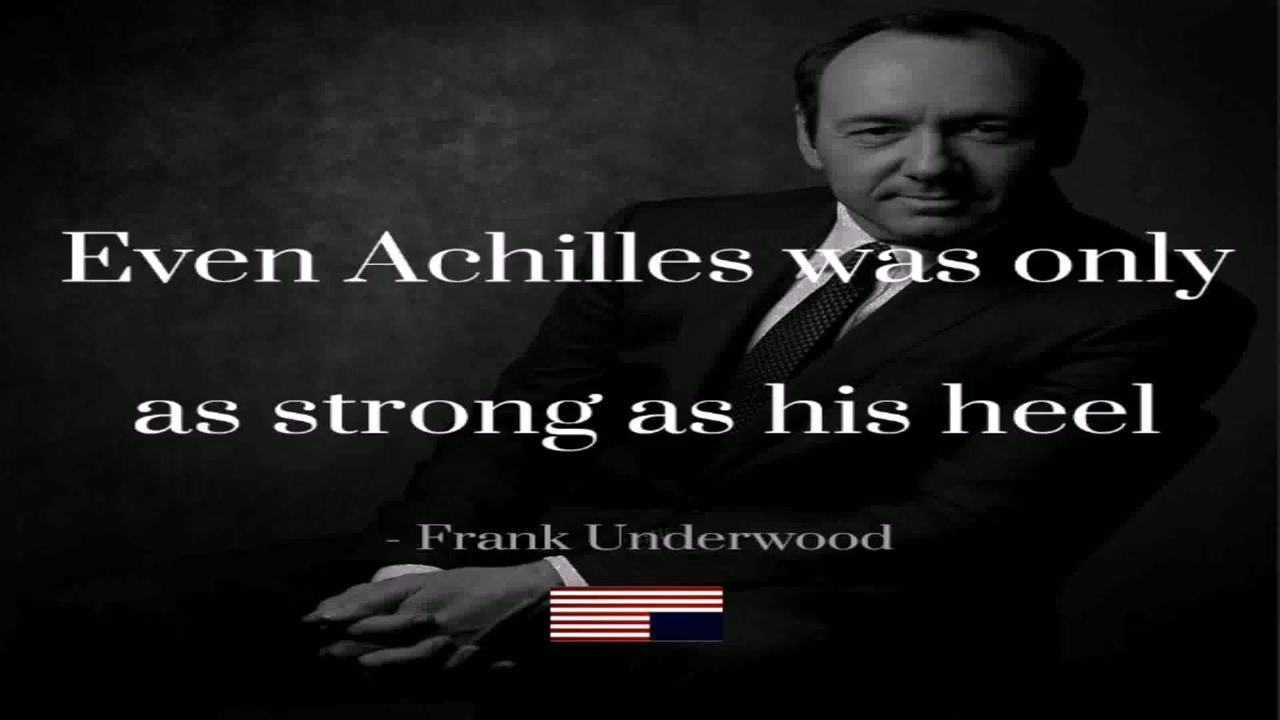 Even Achilles was only
as strong as his heel
- Frank Underwood